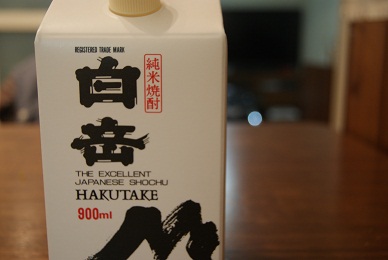 REGISTERED TRADE MARK
純米焼酎
白岳
THE EXCELLENT
JAPANESE SHOCHU
HAKUTAKE
900ml